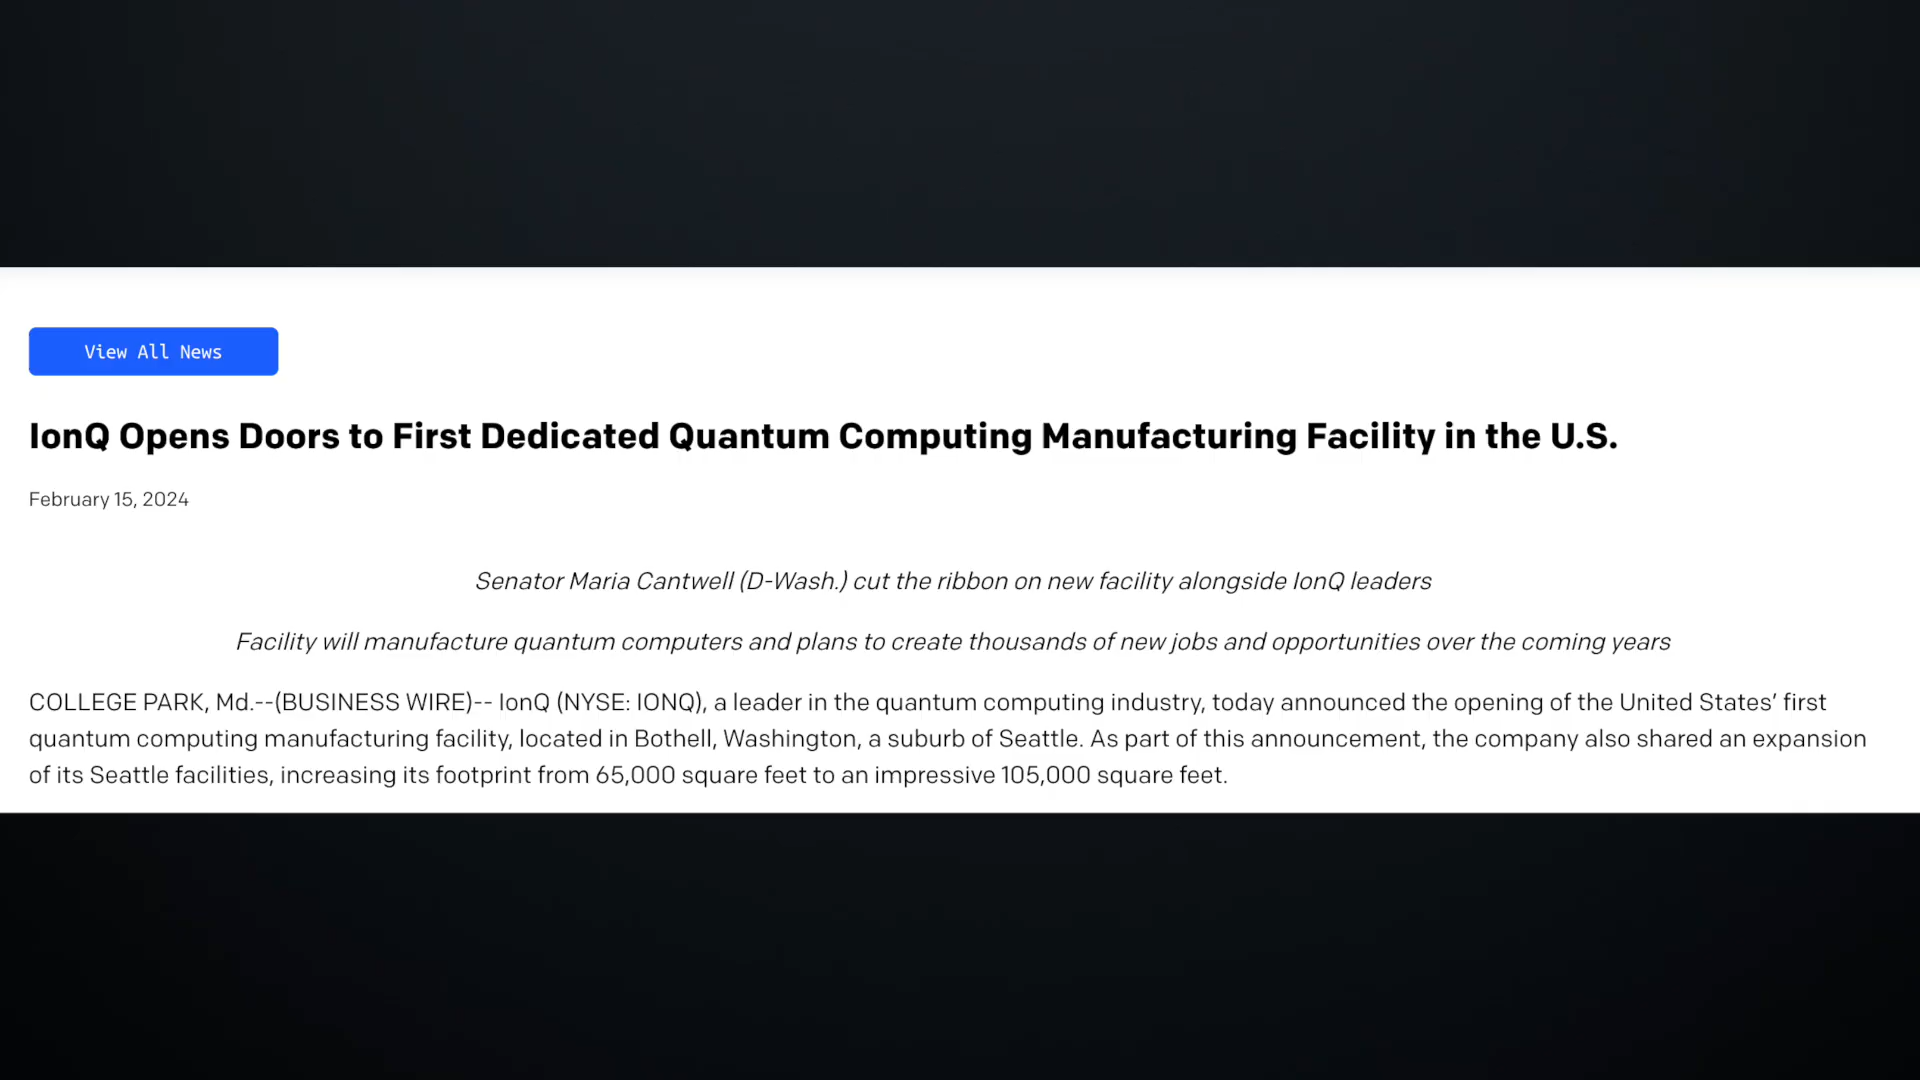 View All News
IonQ Opens Doors to First Dedicated Quantum Computing Manufacturing Facility in the U.S.
February 15, 2024
Senator Maria Cantwell (D-Wash.) cut the ribbon on new facility alongside IonQ leaders
Facility will manufacture quantum computers and plans to create thousands of new jobs and opportunities over the coming years
COLLEGE PARK, Md.--(BUSINESS WIRE)-- IonQ (NYSE: IONQ), a leader in the quantum computing industry, today announced the opening of the United States’ first
quantum computing manufacturing facility, located in Bothell, Washington, a suburb of Seattle. As part of this announcement, the company also shared an expansion
of its Seattle facilities, increasing its footprint from 65,000 square feet to an impressive 105,000 square feet.